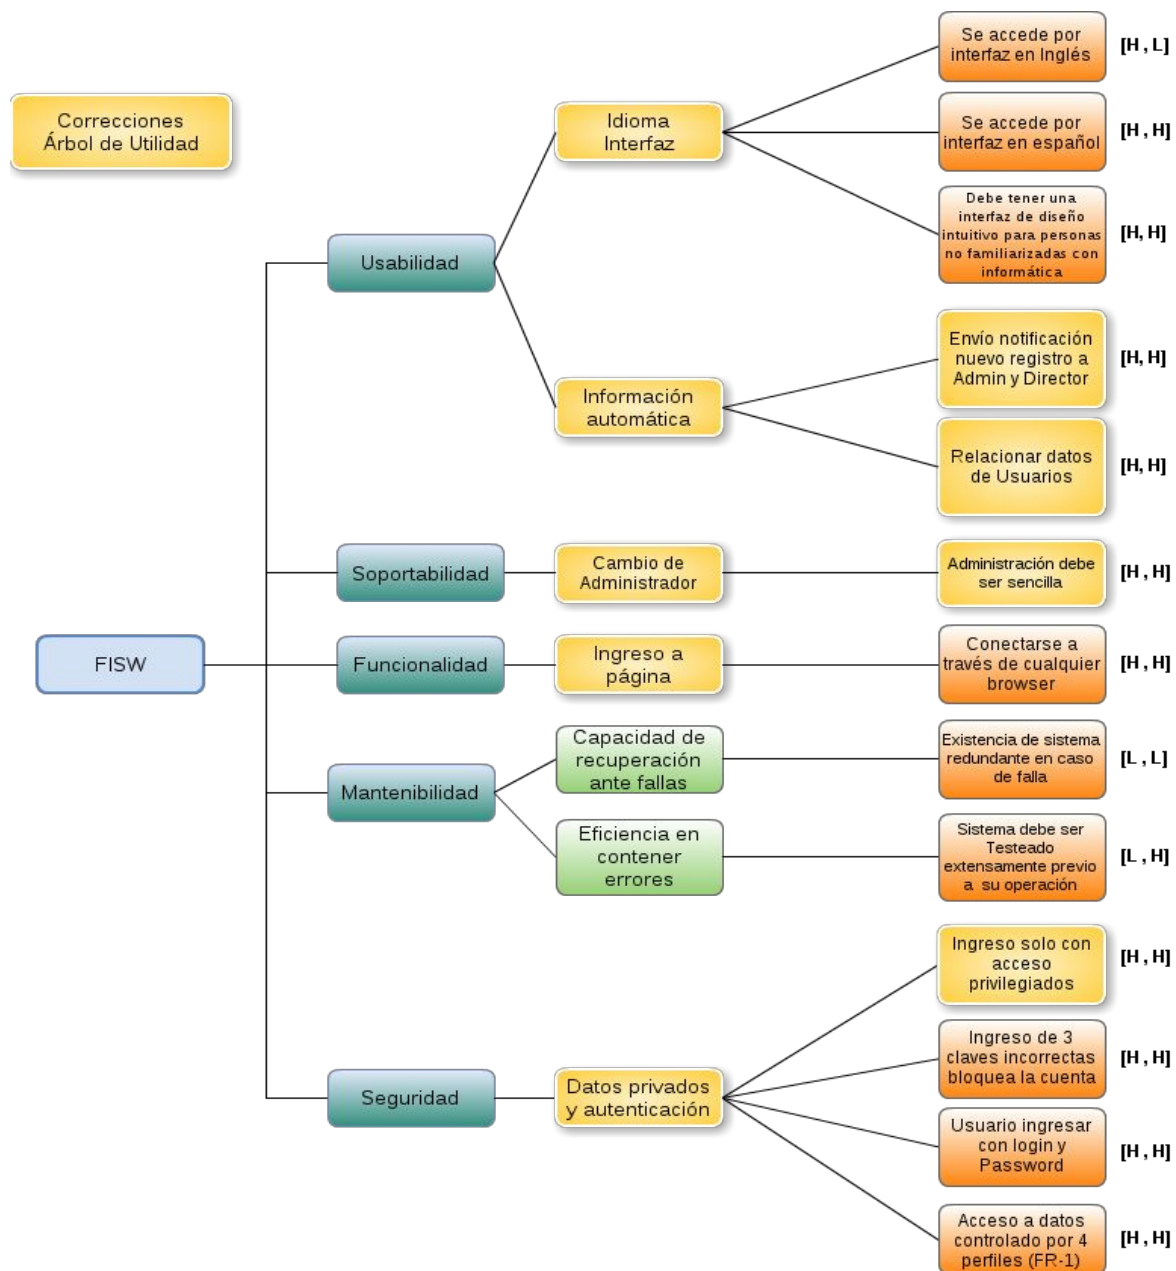 Correcciones
Árbol de Utilidad
FISW
Usabilidad
Idioma
Interfaz
Se accede por
interfaz en Inglés
[H , L]
Se accede por
interfaz en español
[H , H]
Debe tener una
interfaz de diseño
intuitivo para personas
no familiarizadas con
informática
[H, H]
Información
automática
Envío notificación
nuevo registro a
Admin y Director
[H, H]
Relacionar datos
de Usuarios
[H, H]
Soportabilidad
Cambio de
Administrador
Administración debe
ser sencilla
[H , H]
Funcionalidad
Ingreso a
página
Conectarse a
través de cualquier
browser
[H , H]
Mantenibilidad
Capacidad de
recuperación
ante fallas
Existencia de sistema
redundante en caso
de falla
[L , L]
Eficiencia en
contener
errores
Sistema debe ser
Testeado
extensamente previo
a su operación
[L , H]
Seguridad
Datos privados
y autenticación
Ingreso solo con
acceso
privilegiados
[H , H]
Ingreso de 3
claves incorrectas
bloquea la cuenta
[H , H]
Usuario ingresar
con login y
Password
[H , H]
Acceso a datos
controlado por 4
perfiles (FR-1)
[H , H]